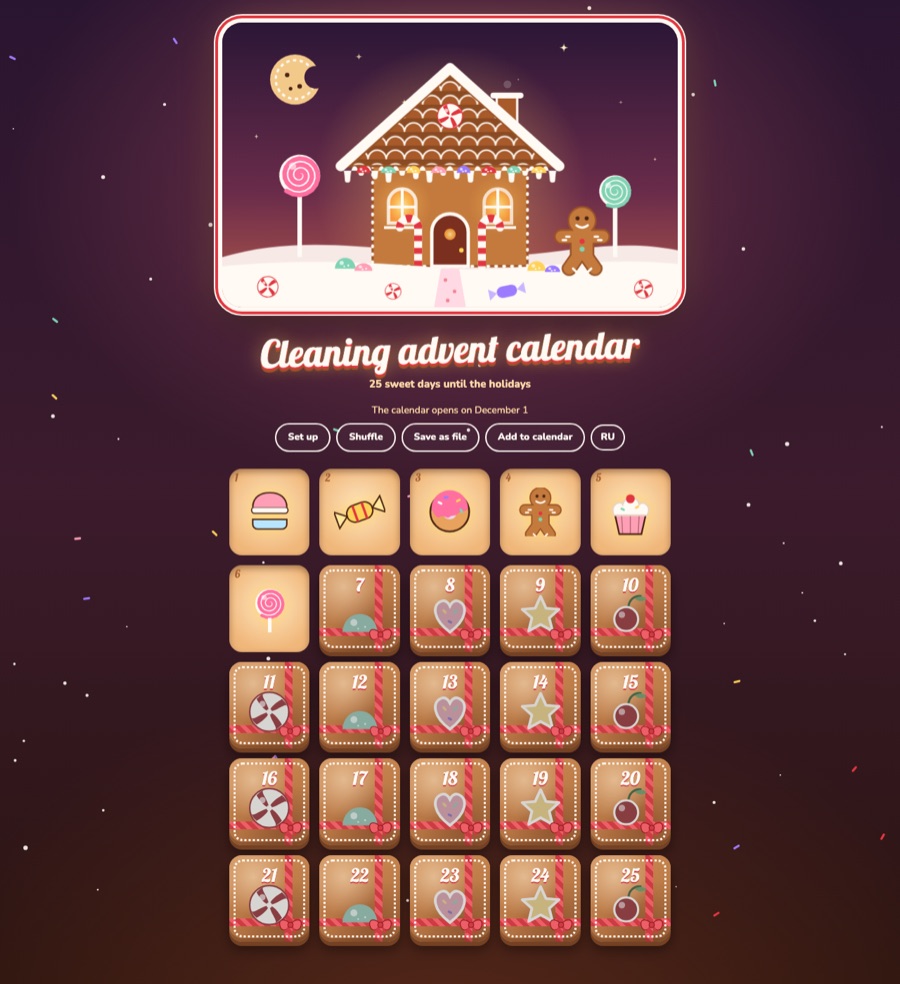 Cleaning advent calendar
25 sweet days until the holidays
The calendar opens on December 1
Set up Shuffle Save as file Add to calendar RU
1 2 3 4 5
6 7 8 9 10
11 12 13 14 15
16 17 18 19 20
21 22 23 24 25